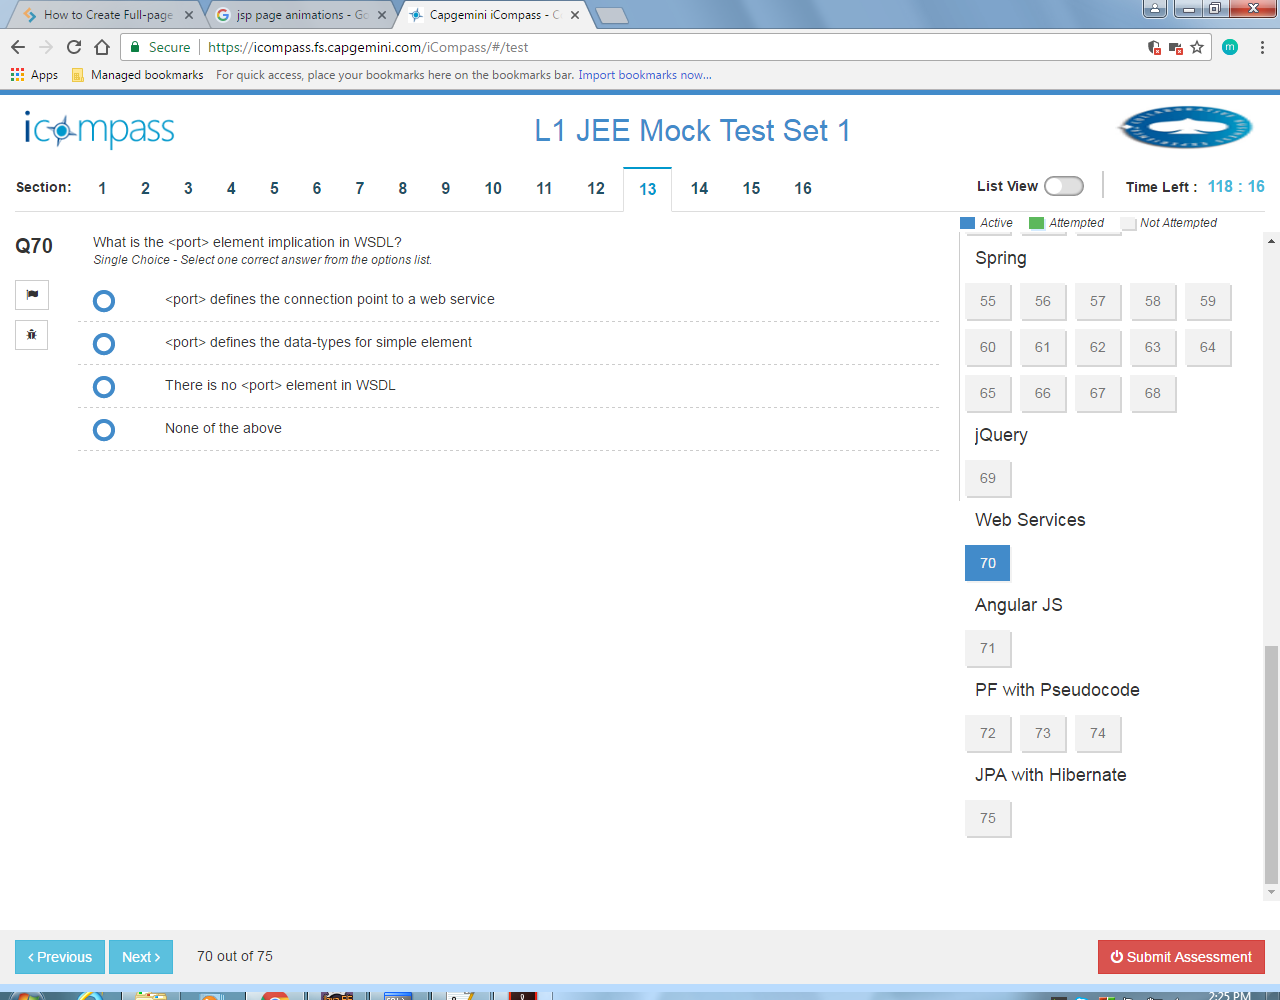 How to Create Full-page
jsp page animations - Go
Capgemini iCompass - C
Secure https://icompass.fs.capgemini.com/iCompass/#/test
m
Apps Managed bookmarks For quick access, place your bookmarks here on the bookmarks bar. Import bookmarks now...
icompass
L1 JEE Mock Test Set 1
Section: 1 2 3 4 5 6 7 8 9 10 11 12 13 14 15 16
List View
Time Left : 118 : 16
Active Attempted Not Attempted
Q70
What is the <port> element implication in WSDL?
Single Choice - Select one correct answer from the options list.
<port> defines the connection point to a web service
<port> defines the data-types for simple element
There is no <port> element in WSDL
None of the above
Spring
55 56 57 58 59
60 61 62 63 64
65 66 67 68
jQuery
69
Web Services
70
Angular JS
71
PF with Pseudocode
72 73 74
JPA with Hibernate
75
‹ Previous
Next ›
70 out of 75
Submit Assessment
2:25 PM